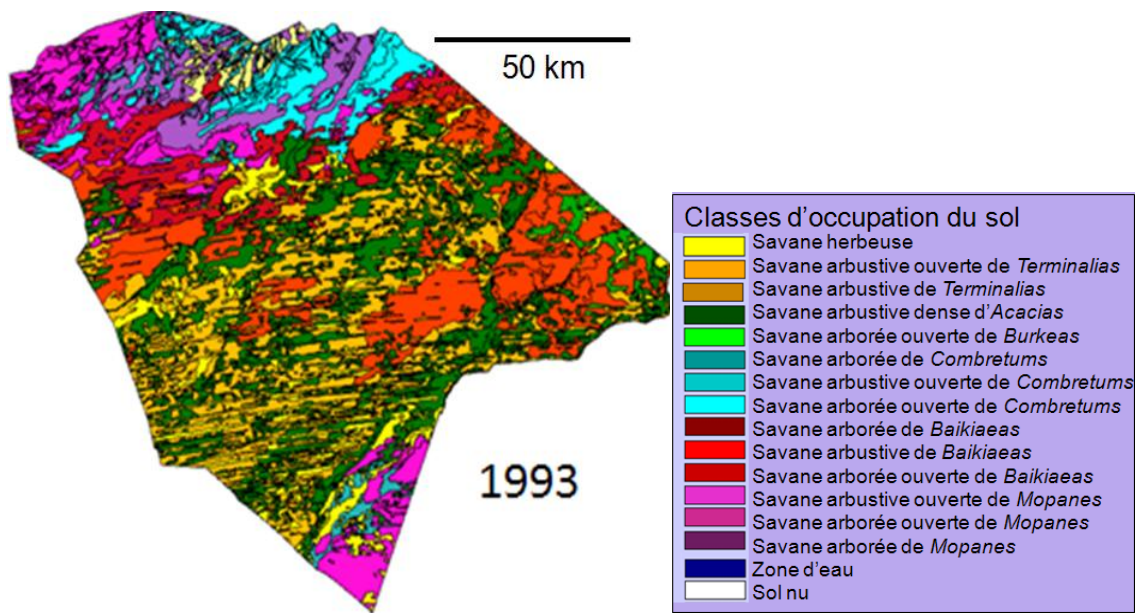 50 km
1993
Classes d'occupation du sol
Savane herbeuse
Savane arbustive ouverte de Terminalias
Savane arbustive de Terminalias
Savane arbustive dense d'Acacias
Savane arborée ouverte de Burkeas
Savane arborée de Combretums
Savane arbustive ouverte de Combretums
Savane arborée ouverte de Combretums
Savane arborée de Baikiaeas
Savane arbustive de Baikiaeas
Savane arborée ouverte de Baikiaeas
Savane arbustive ouverte de Mopanes
Savane arborée ouverte de Mopanes
Savane arborée de Mopanes
Zone d'eau
Sol nu